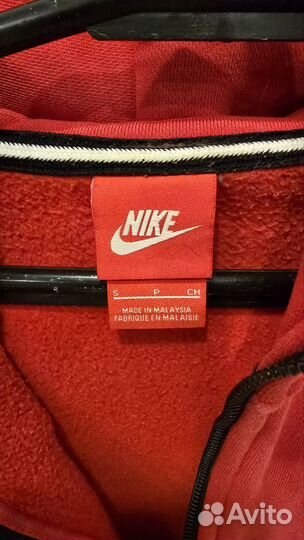 NIKE
S P CH
MADE IN MALAYSIA
FABRIQUE EN MALAISIE
Avito